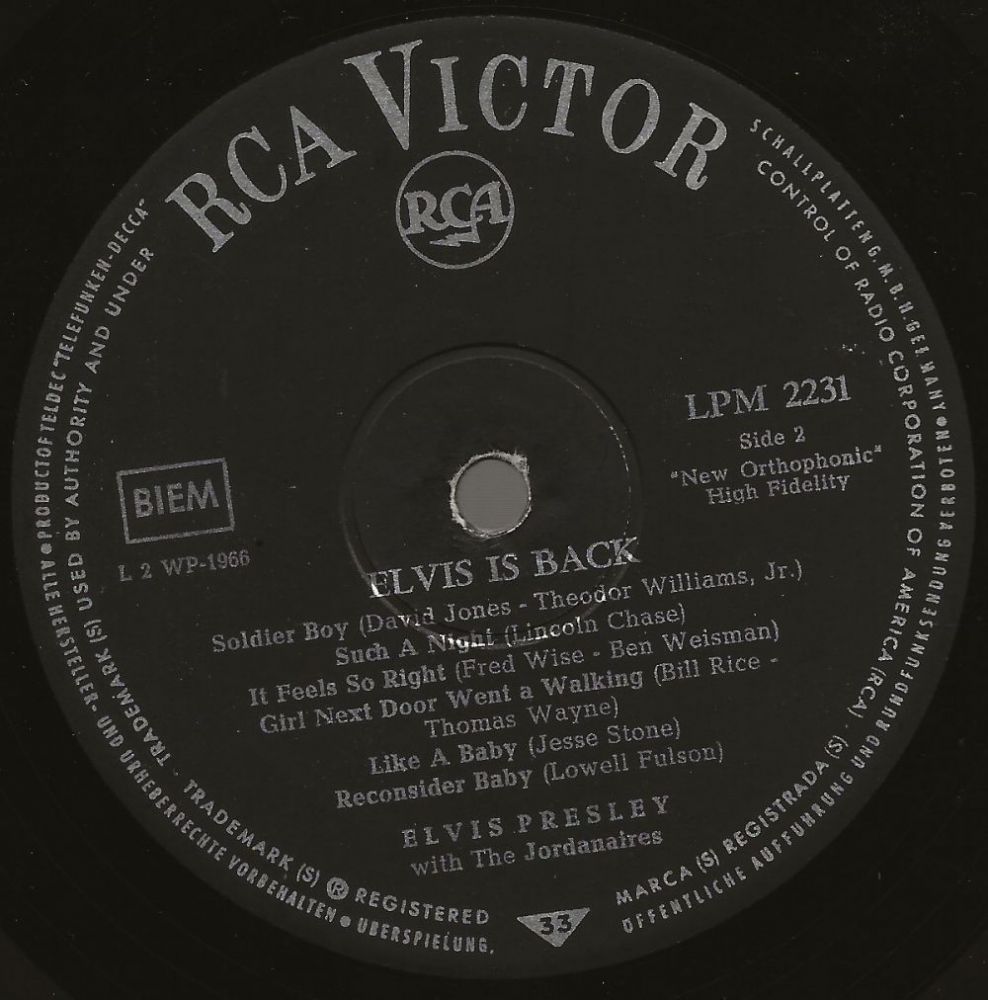 RCA VICTOR
RCA
LPM 2231
Side 2
"New Orthophonic"
High Fidelity
BIEM
L 2 WP-1966
ELVIS IS BACK
Soldier Boy (David Jones - Theodor Williams, Jr.)
Such A Night (Lincoln Chase)
It Feels So Right (Fred Wise - Ben Weisman)
Girl Next Door Went a Walking (Bill Rice -
Thomas Wayne)
Like A Baby (Jesse Stone)
Reconsider Baby (Lowell Fulson)
ELVIS PRESLEY
with The Jordanaires
33
TRADEMARK (S) ® REGISTERED
MARCA (S) REGISTRADA (S) ·
TRADEMARK (S) USED BY AUTHORITY AND UNDER
CONTROL OF RADIO CORPORATION OF AMERICA (RCA)
PRODUCT OF TELDEC "TELEFUNKEN-DECCA"
SCHALLPLATTEN G.M.B.H. GERMANY ●
ALLE HERSTELLER- UND URHEBERRECHTE VORBEHALTEN ● UBERSPIELUNG,
ÖFFENTLICHE AUFFUHRUNG UND RUNDFUNKSENDUNG VERBOTEN